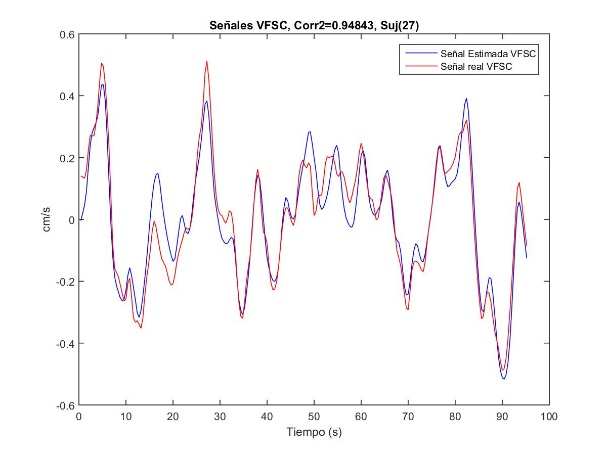 Señales VFSC, Corr2=0.94843, Suj(27)
Señal Estimada VFSC
Señal real VFSC
0.6
0.4
0.2
0
-0.2
-0.4
-0.6
cm/s
0 10 20 30 40 50 60 70 80 90 100
Tiempo (s)